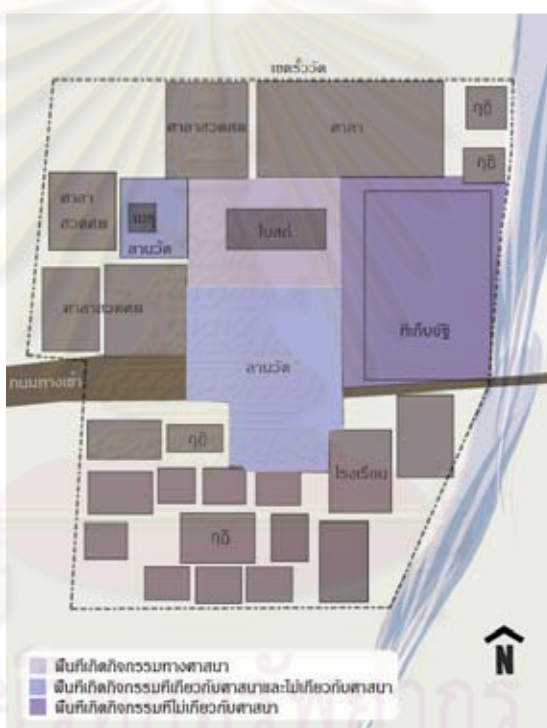 เขตรั้ววัด
กุฏิ
ศาลาสวดศพ
ศาลา
กุฏิ
ศาลา
สวดศพ
เมรุ
โบสถ์
ลานวัด
ศาลาสวดศพ
ที่เก็บอัฐิ
ลานวัด
ถนนทางเข้า
กุฏิ
โรงเรียน
กุฏิ
N
พื้นที่เกิดกิจกรรมทางศาสนา
พื้นที่เกิดกิจกรรมที่เกี่ยวกับศาสนาและไม่เกี่ยวกับศาสนา
พื้นที่เกิดกิจกรรมที่ไม่เกี่ยวกับศาสนา